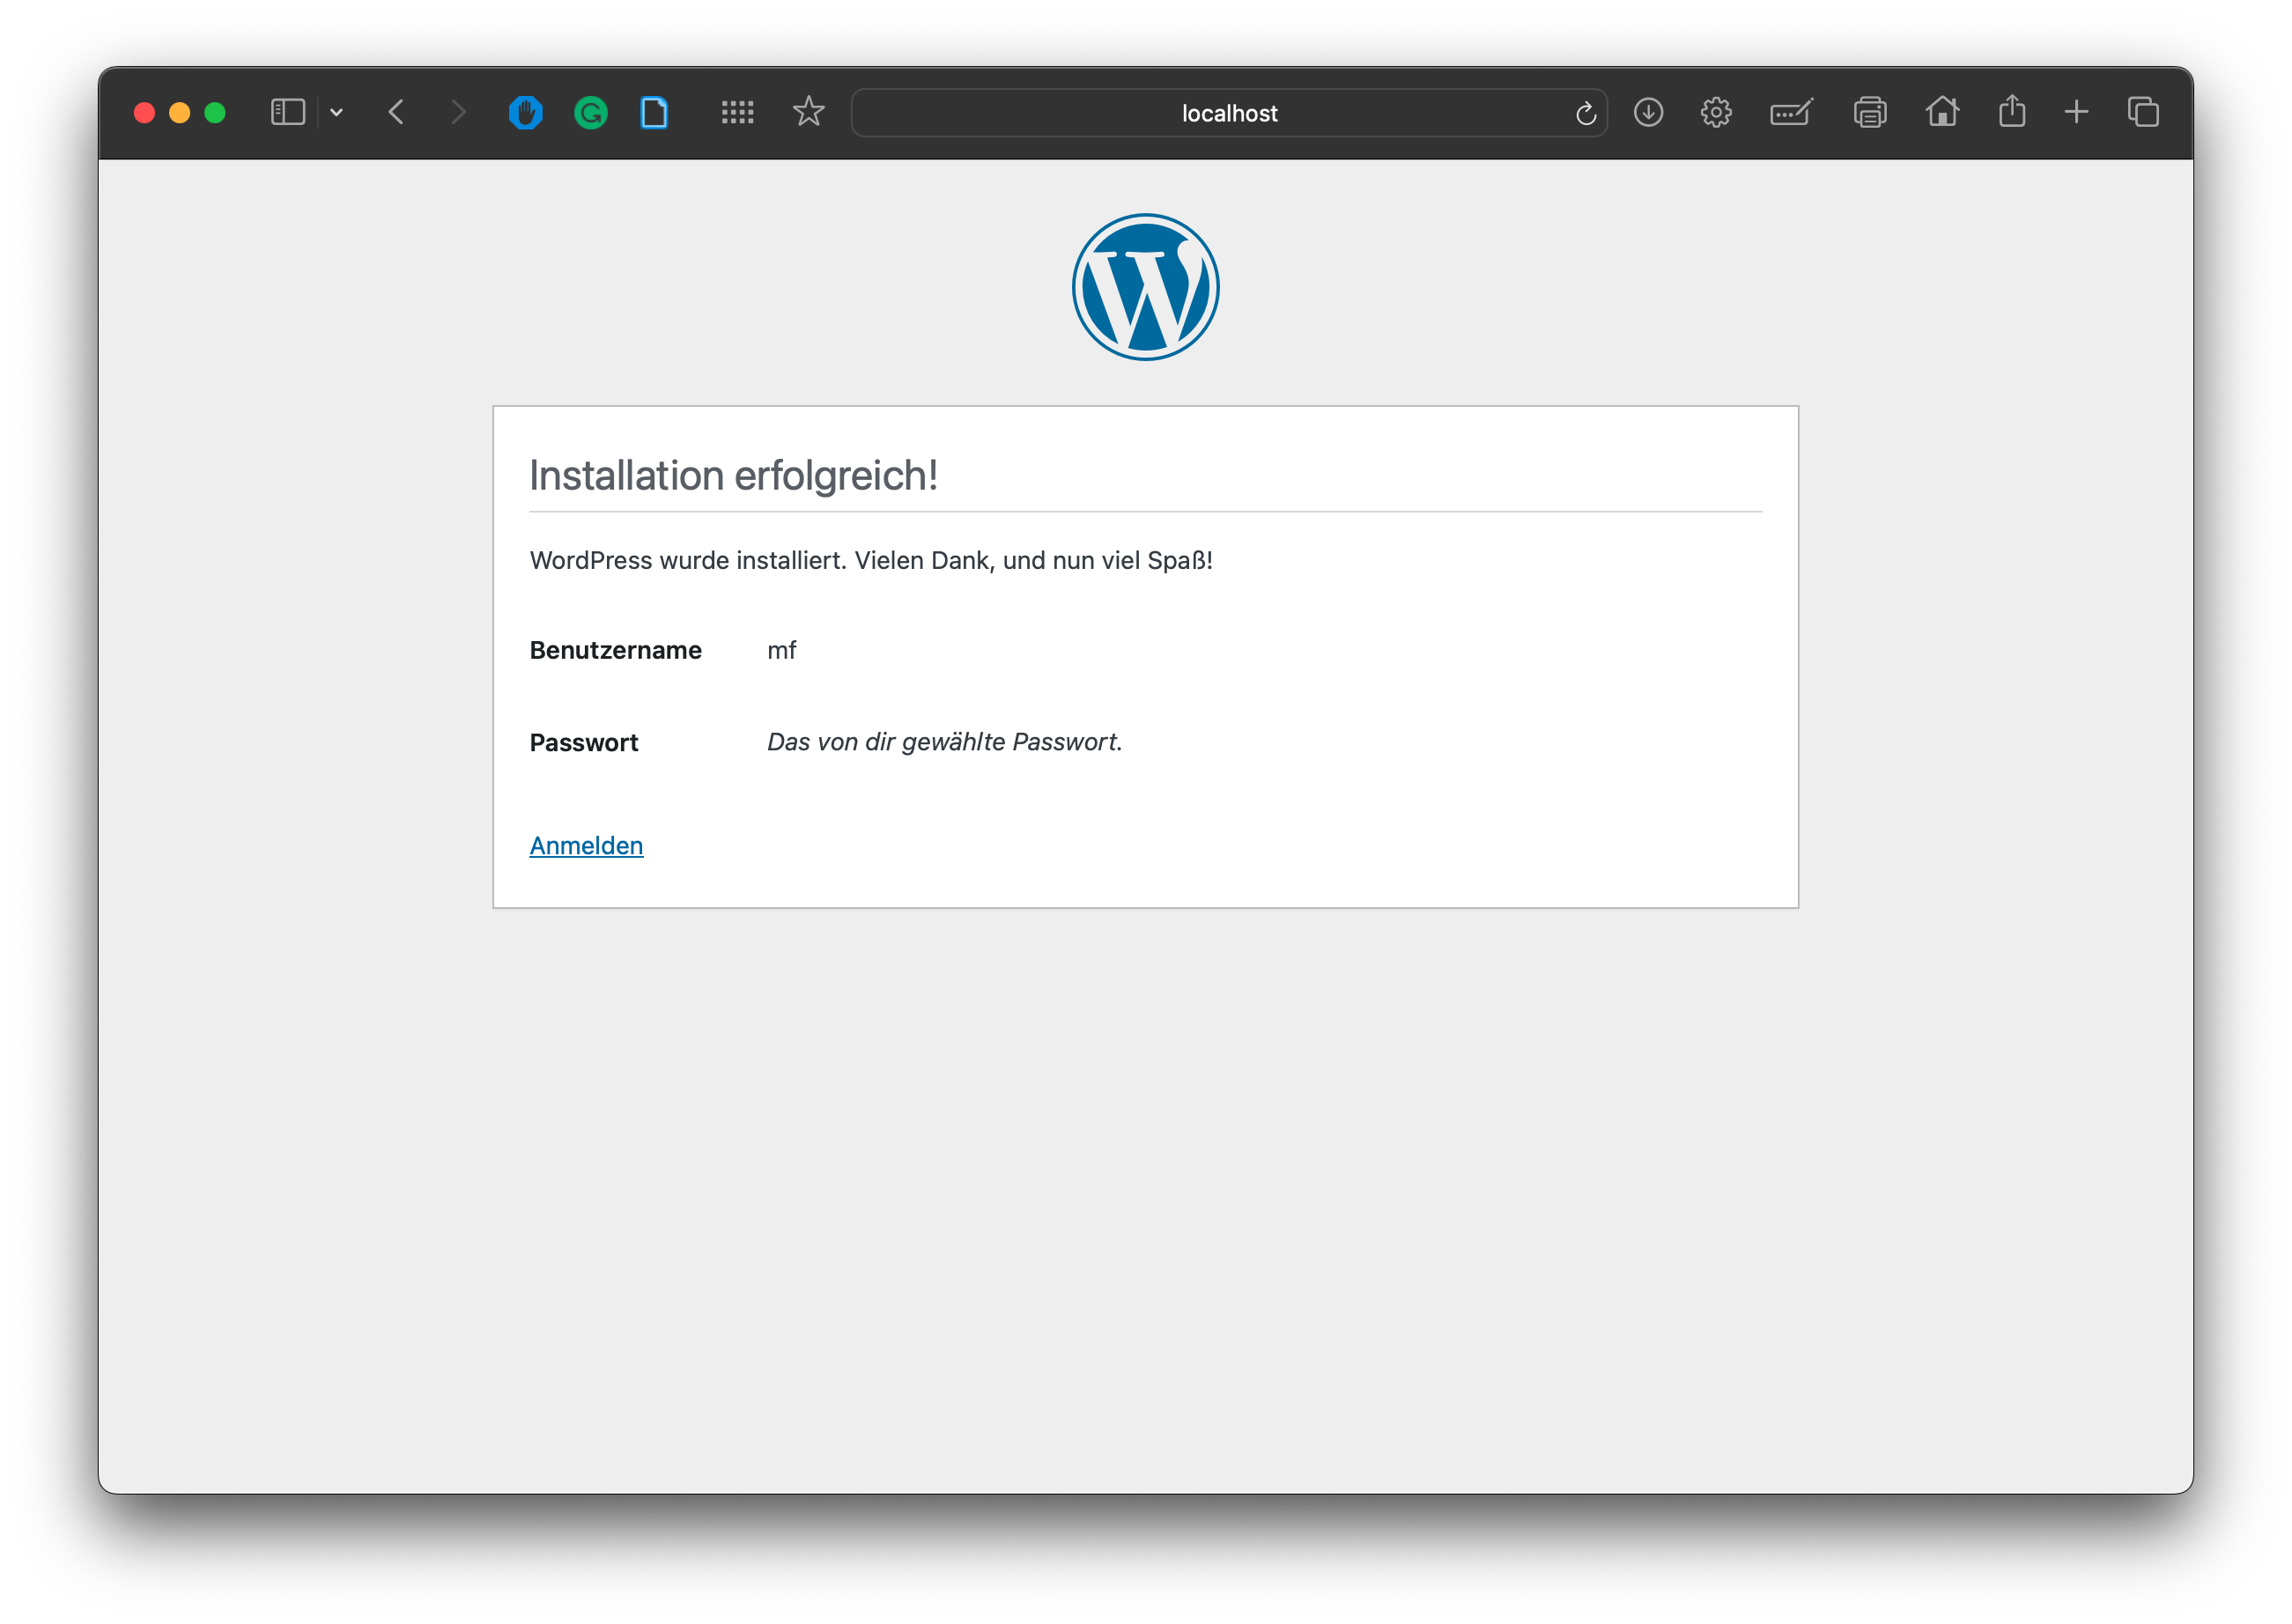 localhost
Installation erfolgreich!
WordPress wurde installiert. Vielen Dank, und nun viel Spaß!
Benutzername mf
Passwort Das von dir gewählte Passwort.
Anmelden